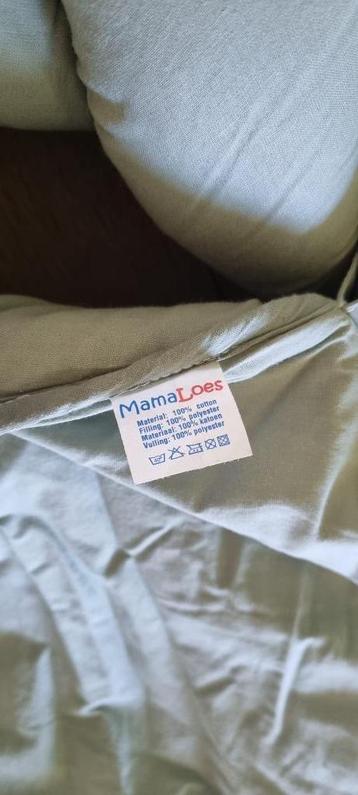 MamaLoes
Material: 100% cotton
Filling: 100% polyester
Materiaal: 100% katoen
Vulling: 100% polyester